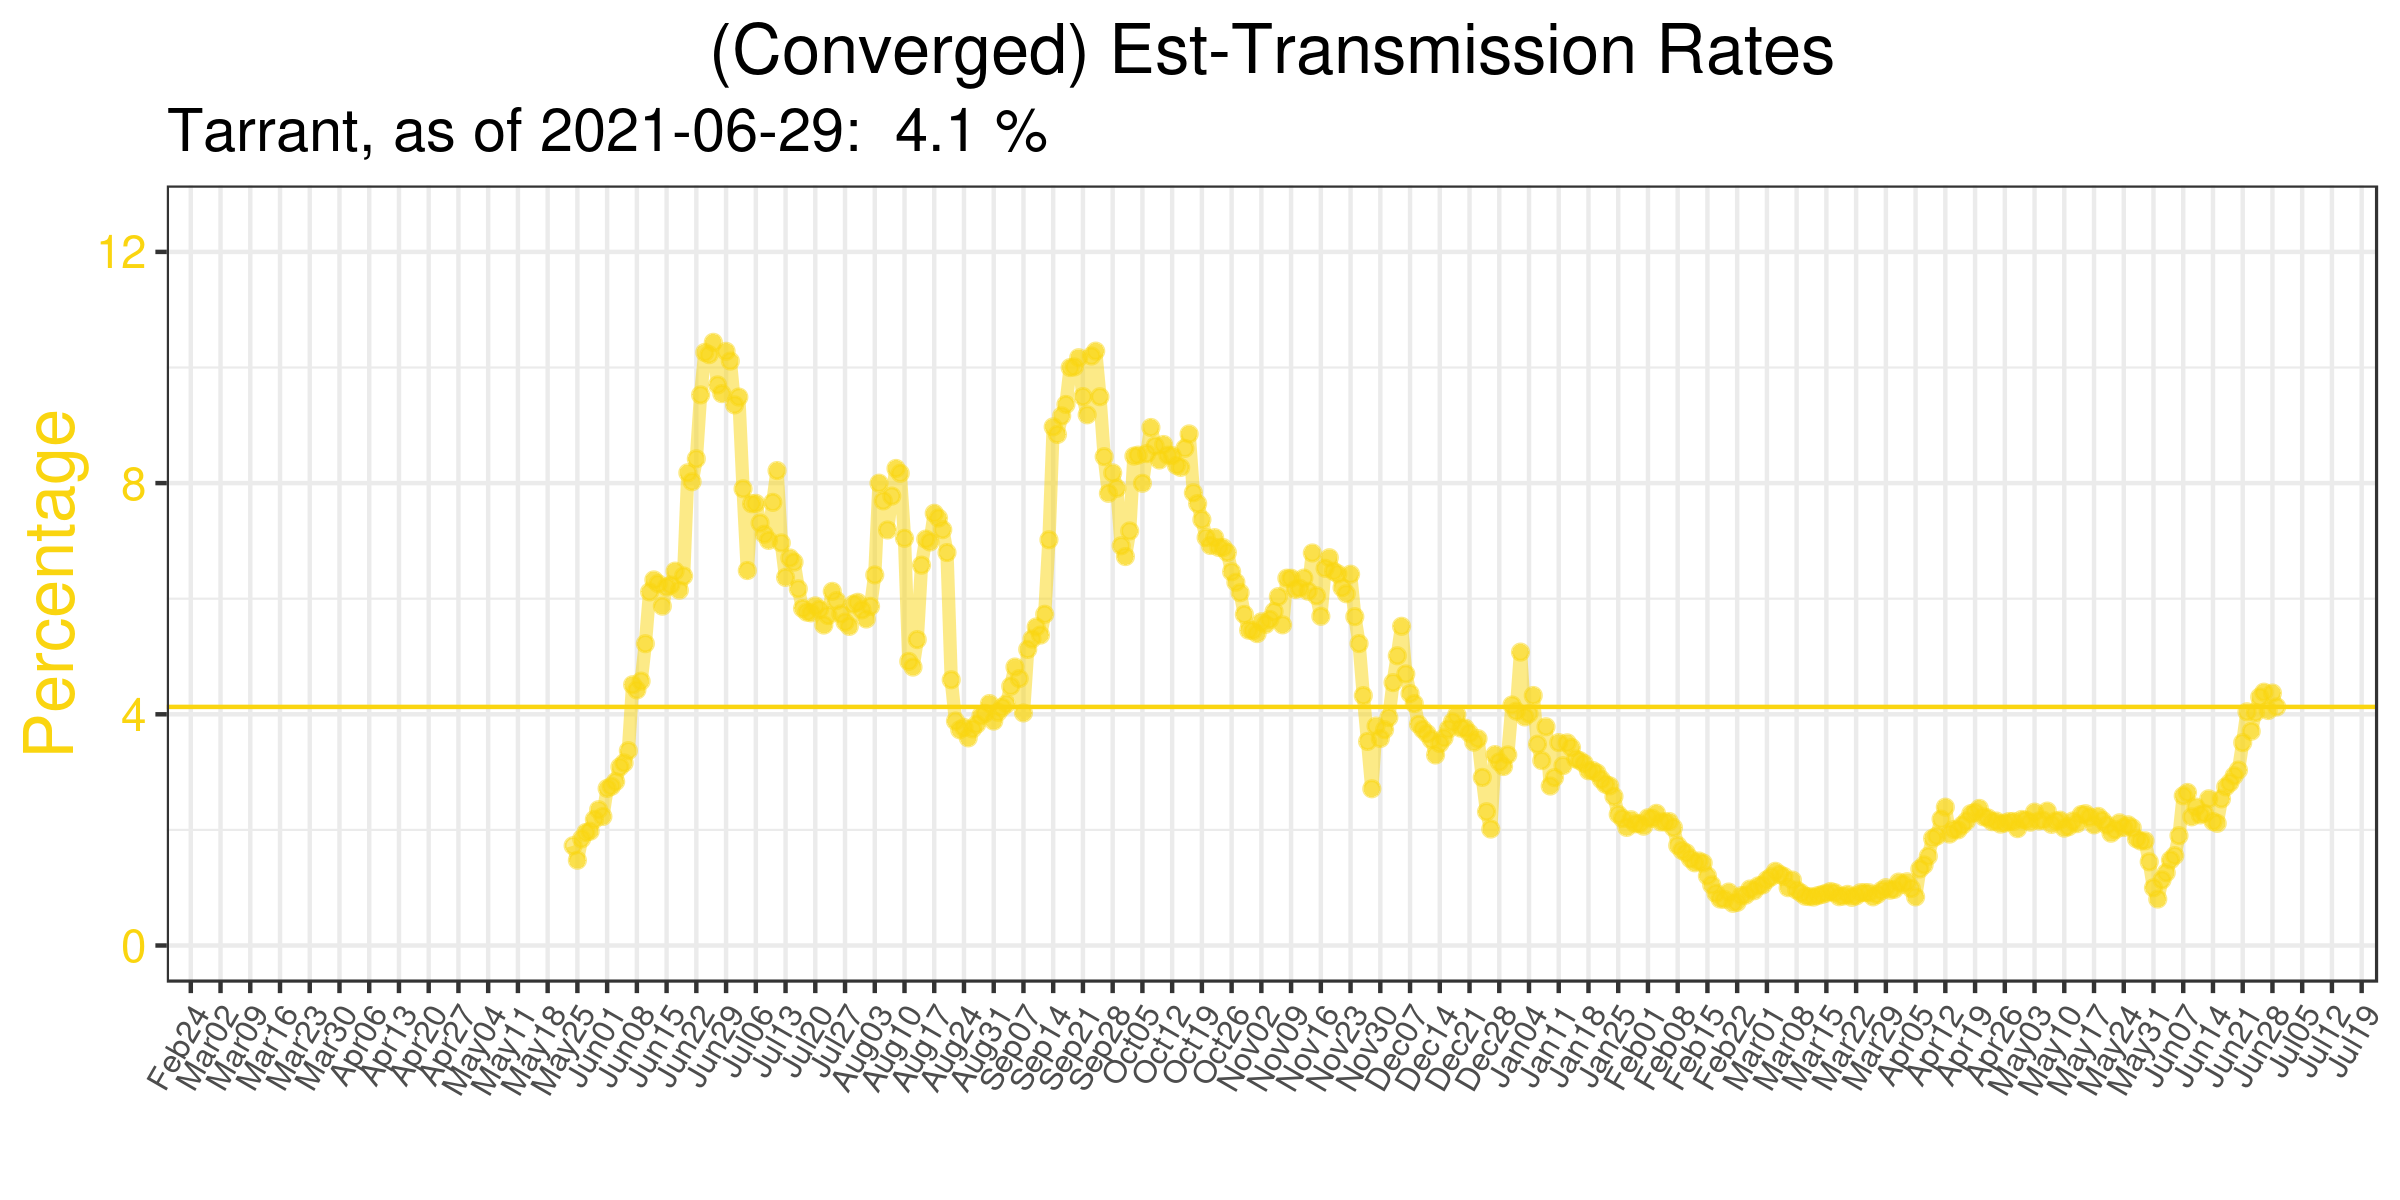 (Converged) Est-Transmission Rates
Tarrant, as of 2021-06-29: 4.1 %
Percentage
12
8
4
0
Feb24
Mar02
Mar09
Mar16
Mar23
Mar30
Apr06
Apr13
Apr20
Apr27
May04
May11
May18
May25
Jun01
Jun08
Jun15
Jun22
Jun29
Jul06
Jul13
Jul20
Jul27
Aug03
Aug10
Aug17
Aug24
Aug31
Sep07
Sep14
Sep21
Sep28
Oct05
Oct12
Oct19
Oct26
Nov02
Nov09
Nov16
Nov23
Nov30
Dec07
Dec14
Dec21
Dec28
Jan04
Jan11
Jan18
Jan25
Feb01
Feb08
Feb15
Feb22
Mar01
Mar08
Mar15
Mar22
Mar29
Apr05
Apr12
Apr19
Apr26
May03
May10
May17
May24
May31
Jun07
Jun14
Jun21
Jun28
Jul05
Jul12
Jul19